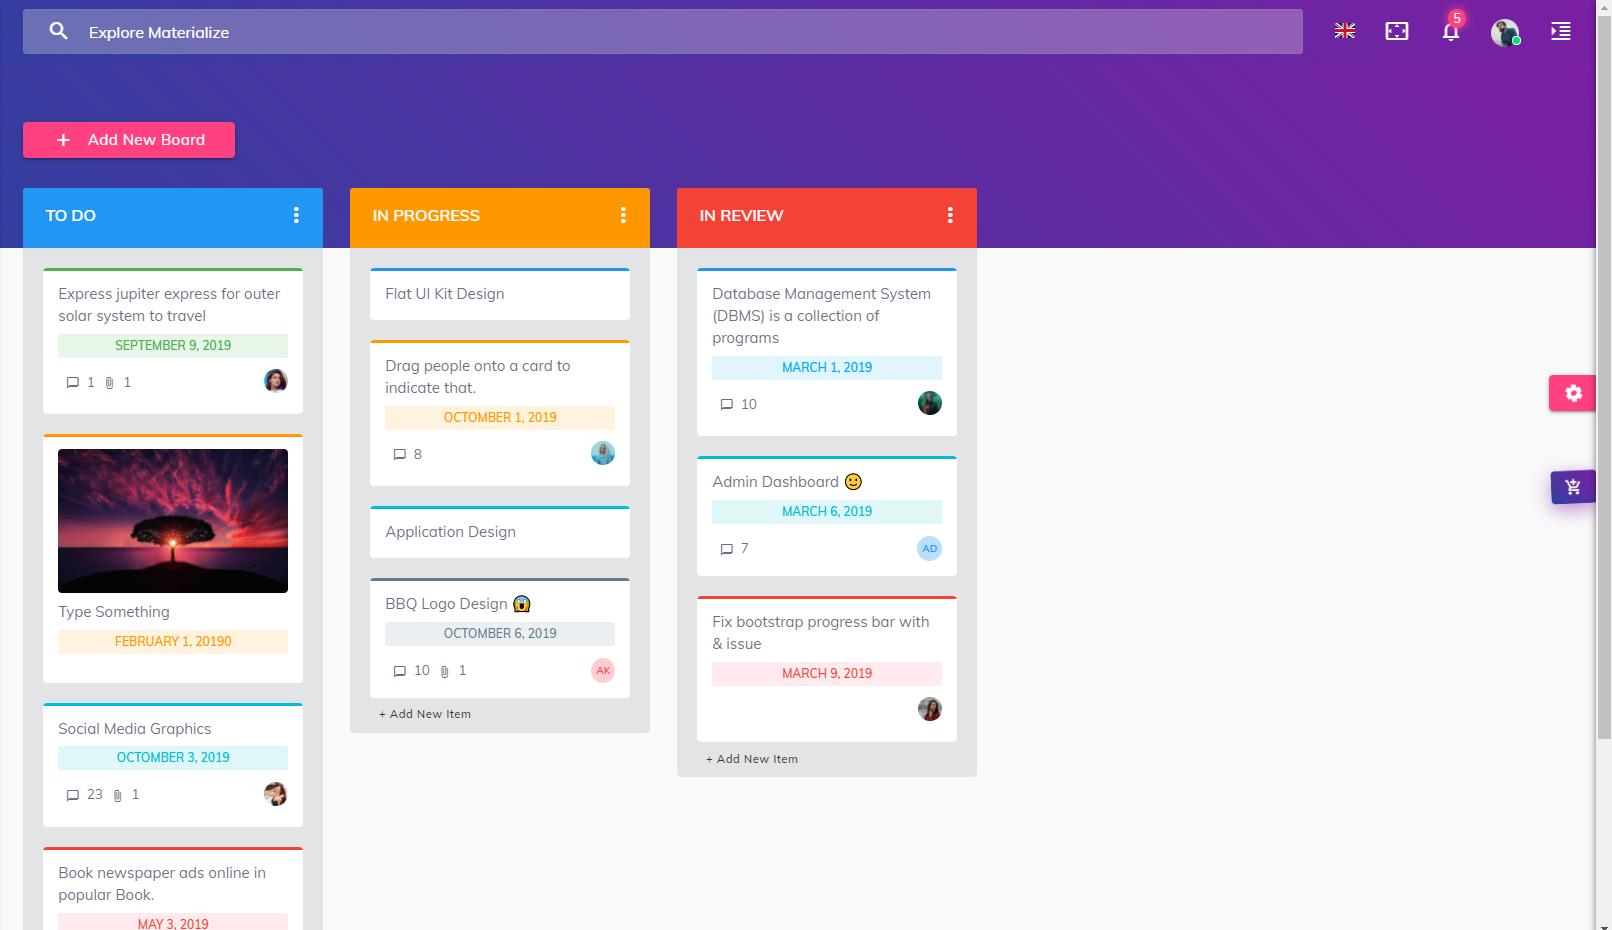 Explore Materialize
5
+ Add New Board
TO DO
Express jupiter express for outer
solar system to travel
SEPTEMBER 9, 2019
1 1
Type Something
FEBRUARY 1, 20190
Social Media Graphics
OCTOMBER 3, 2019
23 1
Book newspaper ads online in
popular Book.
MAY 3, 2019
IN PROGRESS
Flat UI Kit Design
Drag people onto a card to
indicate that.
OCTOMBER 1, 2019
8
Application Design
BBQ Logo Design 😱
OCTOMBER 6, 2019
10 1
AK
+ Add New Item
IN REVIEW
Database Management System
(DBMS) is a collection of
programs
MARCH 1, 2019
10
Admin Dashboard 🙂
MARCH 6, 2019
7
AD
Fix bootstrap progress bar with
& issue
MARCH 9, 2019
+ Add New Item